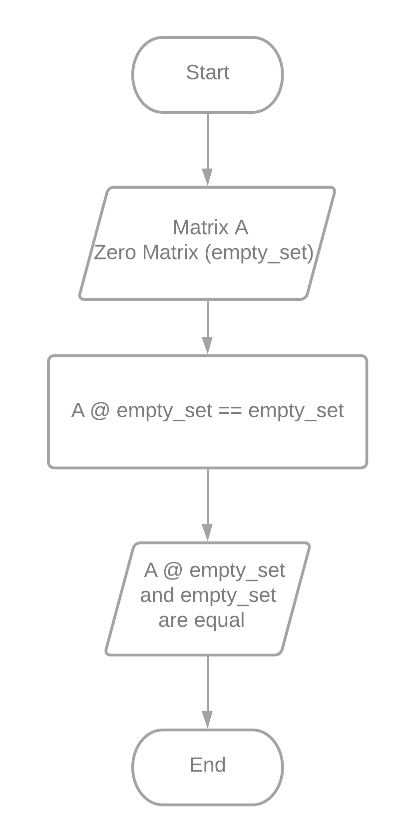 Start
Matrix A
Zero Matrix (empty_set)
A @ empty_set == empty_set
A @ empty_set
and empty_set
are equal
End